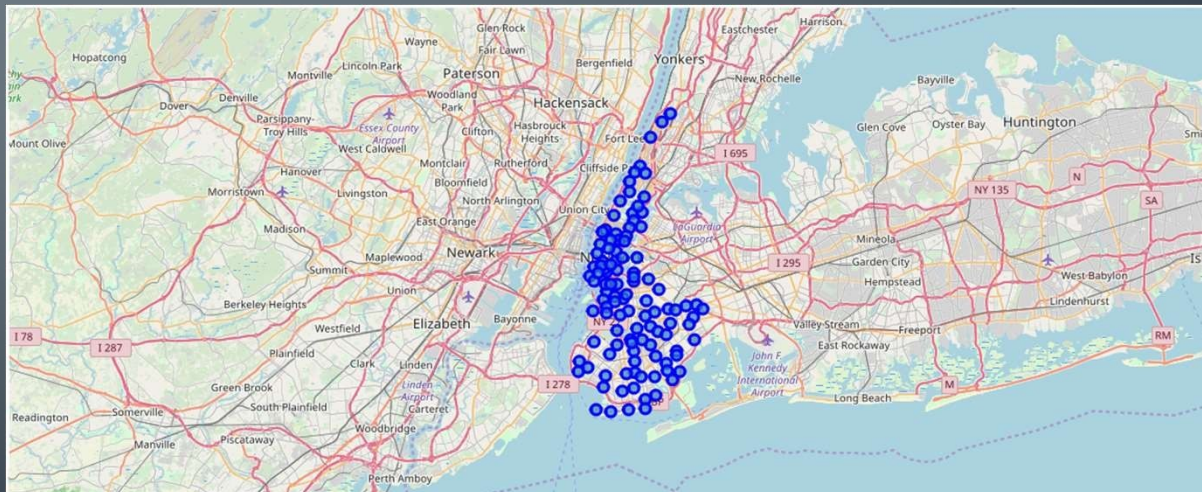 Hopatcong
Glen Rock
Eastchester
Harrison
Wayne
Fair Lawn
Bergenfield
Yonkers
Lincoln Park
Montville
Paterson
New Rochelle
Bayville
Denville
Woodland
Park
Hackensack
Dover
Parsippany-
Troy Hills
Essex County
Airport
Clifton
Hasbrouck
Heights
Fort Lee
Glen Cove
Oyster Bay
Huntington
Mount Olive
West Caldwell
I 695
Hanover
Montclair
Rutherford
Cliffside P
N
Morristown
Livingston
Bloomfield
NY 135
SA
North Arlington
Union City
East Orange
LaGuardia
Airport
Madison
Mineola
Maplewood
Newark
N
I 295
Garden City
Is
Summit
Hempstead
West Babylon
Union
Berkeley Heights
Lindenhurst
Bayonne
Elizabeth
NY 2
Valley Stream
Freeport
Westfield
East Rockaway
I 78
I 287
RM
Plainfield
Clark
Linden
John F.
Kennedy
International
Airport
Green Brook
Linden
Airport
I 278
M
Long Beach
South Plainfield
Carteret
Readington
Somerville
Woodbridge
Manville
Piscataway
Perth Amboy